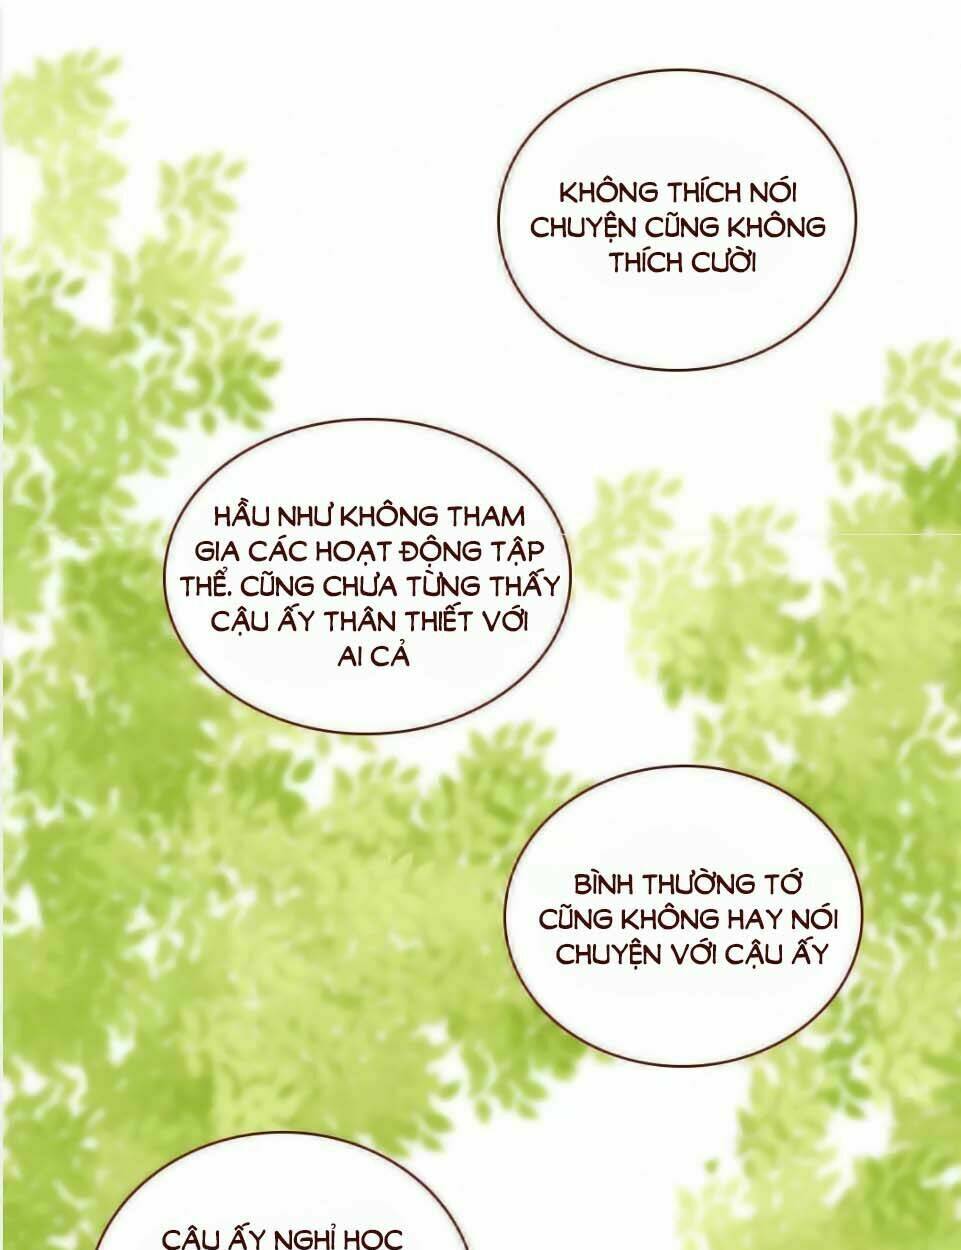 KHÔNG THÍCH NÓI
CHUYỆN CŨNG KHÔNG
THÍCH CƯỜI
HẦU NHƯ KHÔNG THAM
GIA CÁC HOẠT ĐỘNG TẬP
THỂ. CŨNG CHƯA TỪNG THẤY
CẬU ẤY THÂN THIẾT VỚI
AI CẢ
BÌNH THƯỜNG TỚ
CŨNG KHÔNG HAY NÓI
CHUYỆN VỚI CẬU ẤY
CẬU ẤY NGHỈ HỌC